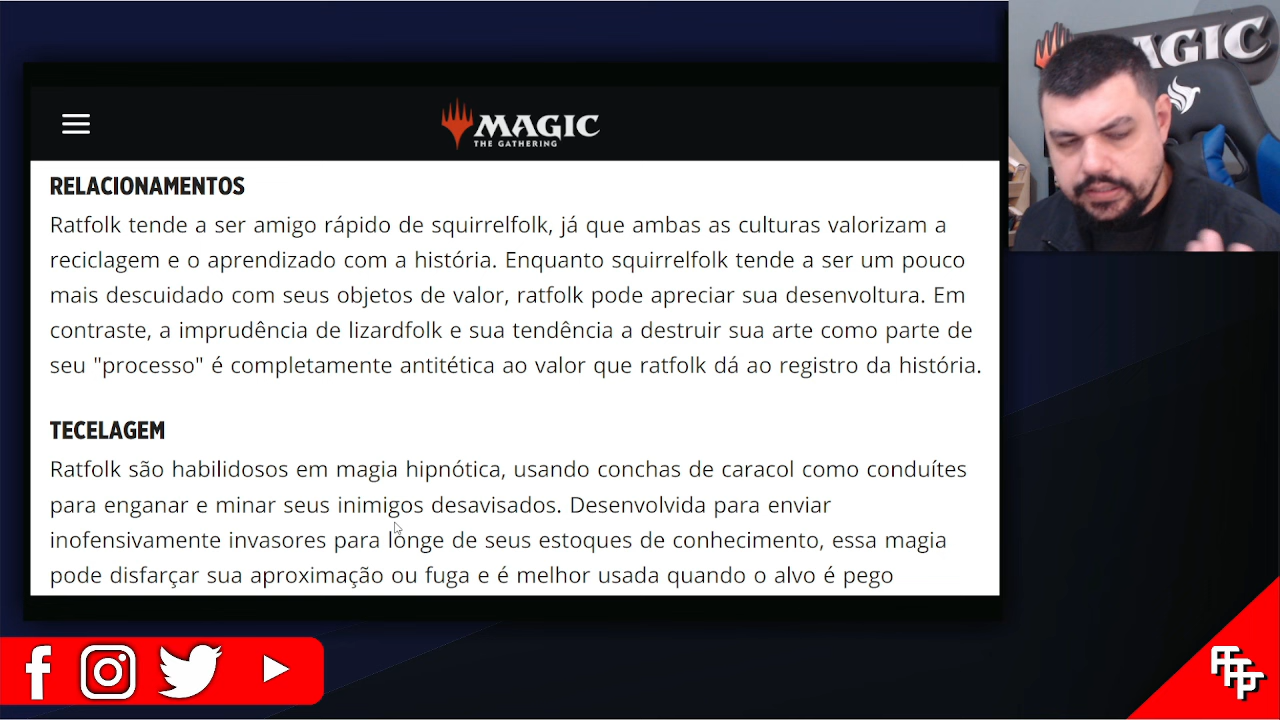 MAGIC
THE GATHERING
AGIC
RELACIONAMENTOS
Ratfolk tende a ser amigo rápido de squirrelfolk, já que ambas as culturas valorizam a
reciclagem e o aprendizado com a história. Enquanto squirrelfolk tende a ser um pouco
mais descuidado com seus objetos de valor, ratfolk pode apreciar sua desenvoltura. Em
contraste, a imprudência de lizardfolk e sua tendência a destruir sua arte como parte de
seu "processo" é completamente antitética ao valor que ratfolk dá ao registro da história.
TECELAGEM
Ratfolk são habilidosos em magia hipnótica, usando conchas de caracol como conduítes
para enganar e minar seus inimigos desavisados. Desenvolvida para enviar
inofensivamente invasores para longe de seus estoques de conhecimento, essa magia
pode disfarçar sua aproximação ou fuga e é melhor usada quando o alvo é pego